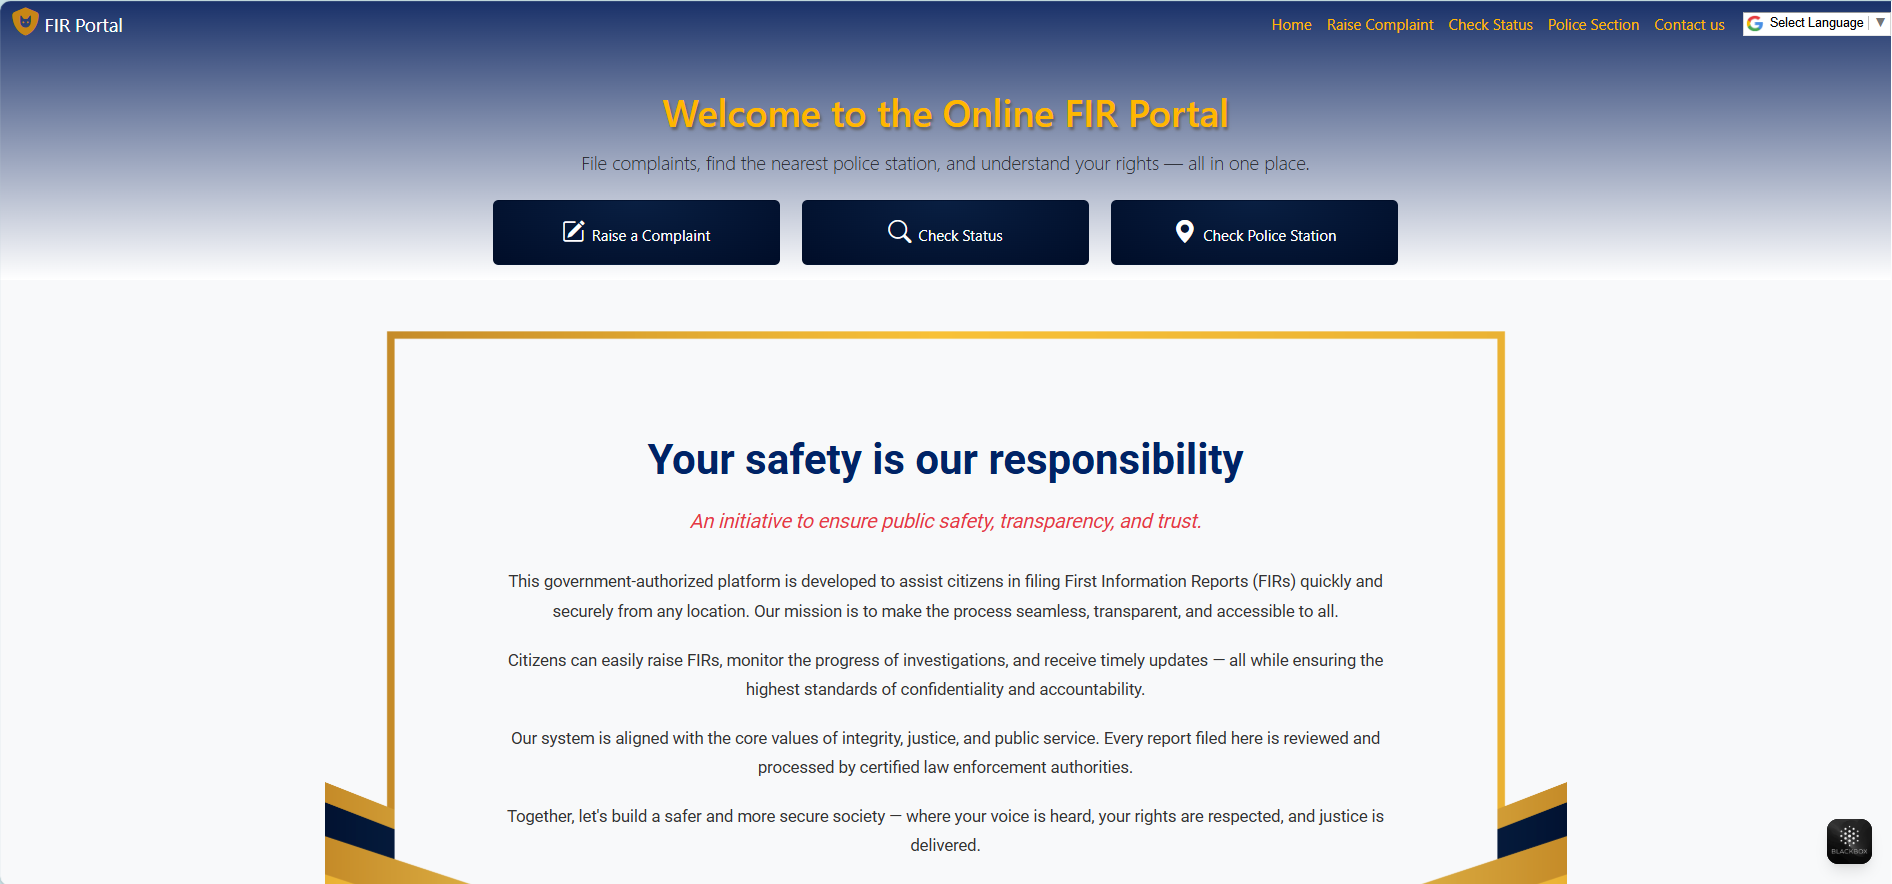 FIR Portal
Home
Raise Complaint
Check Status
Police Section
Contact us
Select Language
Welcome to the Online FIR Portal
File complaints, find the nearest police station, and understand your rights — all in one place.
Raise a Complaint
Check Status
Check Police Station
Your safety is our responsibility
An initiative to ensure public safety, transparency, and trust.
This government-authorized platform is developed to assist citizens in filing First Information Reports (FIRs) quickly and
securely from any location. Our mission is to make the process seamless, transparent, and accessible to all.
Citizens can easily raise FIRs, monitor the progress of investigations, and receive timely updates — all while ensuring the
highest standards of confidentiality and accountability.
Our system is aligned with the core values of integrity, justice, and public service. Every report filed here is reviewed and
processed by certified law enforcement authorities.
Together, let's build a safer and more secure society — where your voice is heard, your rights are respected, and justice is
delivered.
BLACKBOX